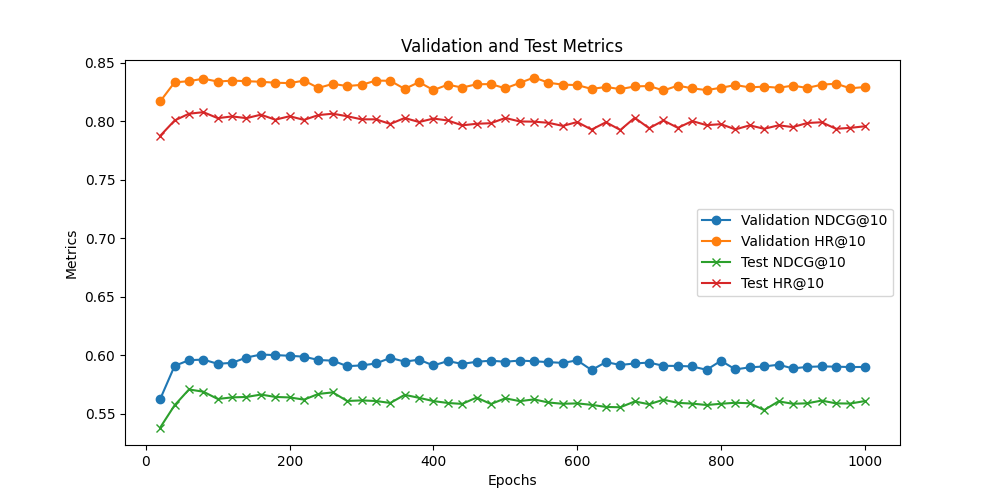 Validation and Test Metrics
Metrics
0.85
0.80
0.75
0.70
0.65
0.60
0.55
Validation NDCG@10
Validation HR@10
Test NDCG@10
Test HR@10
0 200 400 600 800 1000
Epochs